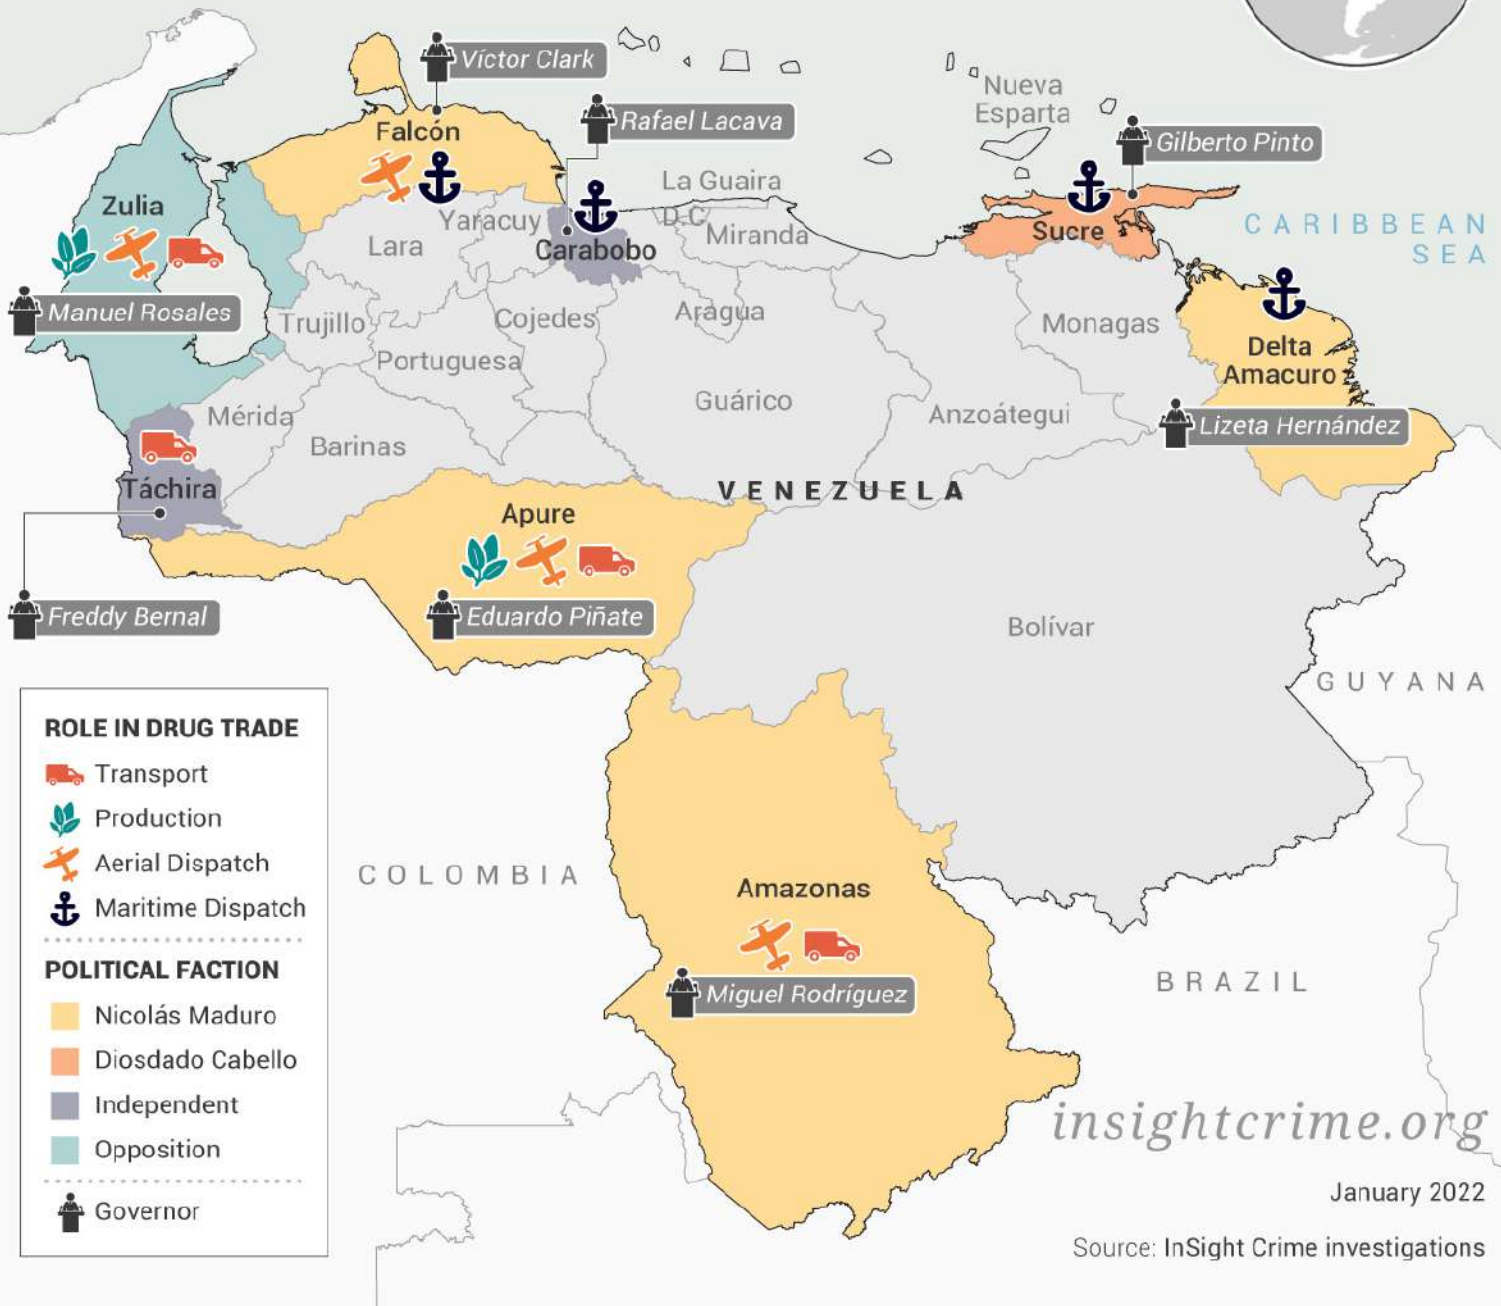 Víctor Clark
Nueva
Esparta
Rafael Lacava
Falcón
Gilberto Pinto
La Guaira
Zulia
Yaracuy
D.C
Miranda
Lara
Carabobo
Sucre
CARIBBEAN
SEA
Manuel Rosales
Trujillo
Cojedes
Aragua
Monagas
Delta
Amacuro
Portuguesa
Mérida
Guárico
Anzoátegui
Lizeta Hernández
Barinas
Táchira
VENEZUELA
Apure
Freddy Bernal
Eduardo Piñate
Bolívar
GUYANA
ROLE IN DRUG TRADE
Transport
Production
Aerial Dispatch
Maritime Dispatch
POLITICAL FACTION
Nicolás Maduro
Diosdado Cabello
Independent
Opposition
Governor
COLOMBIA
Amazonas
Miguel Rodríguez
BRAZIL
insightcrime.org
January 2022
Source: InSight Crime investigations